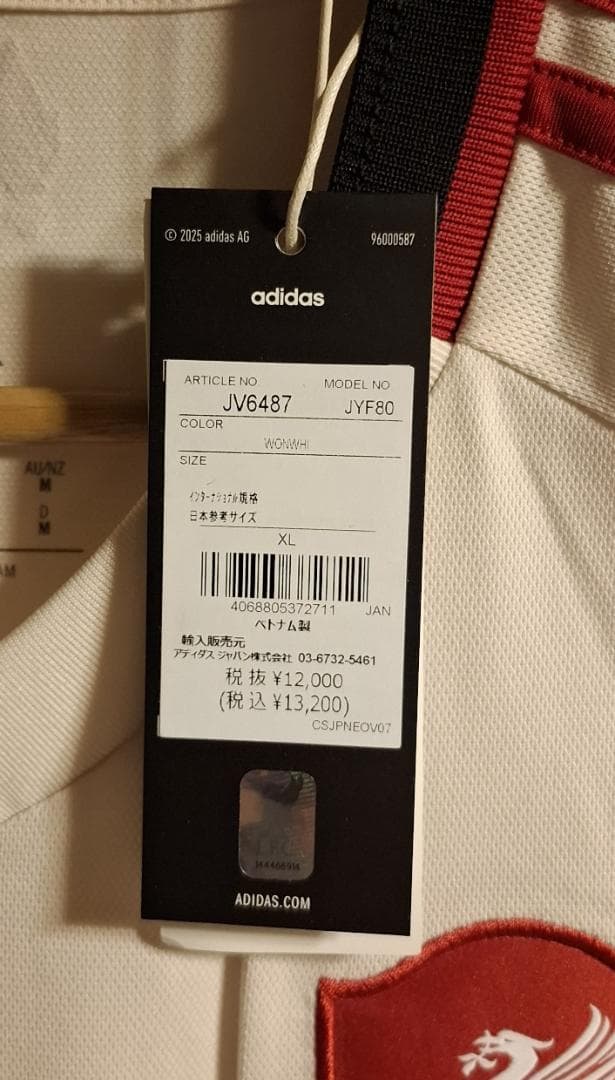 © 2025 adidas AG
96000587
adidas
ARTICLE NO MODEL NO
JV6487 JYF80
COLOR
WONWHI
SIZE
インターナショナル規格
日本参考サイズ
XL
4068805372711 JAN
ベトナム製
輸入販売元
アディダス ジャパン株式会社 03-6732-5461
税抜 ¥12,000
(税込 ¥13,200)
CSJPNEOV07
LFC
ADIDAS.COM
AU/NZ
M
D
M